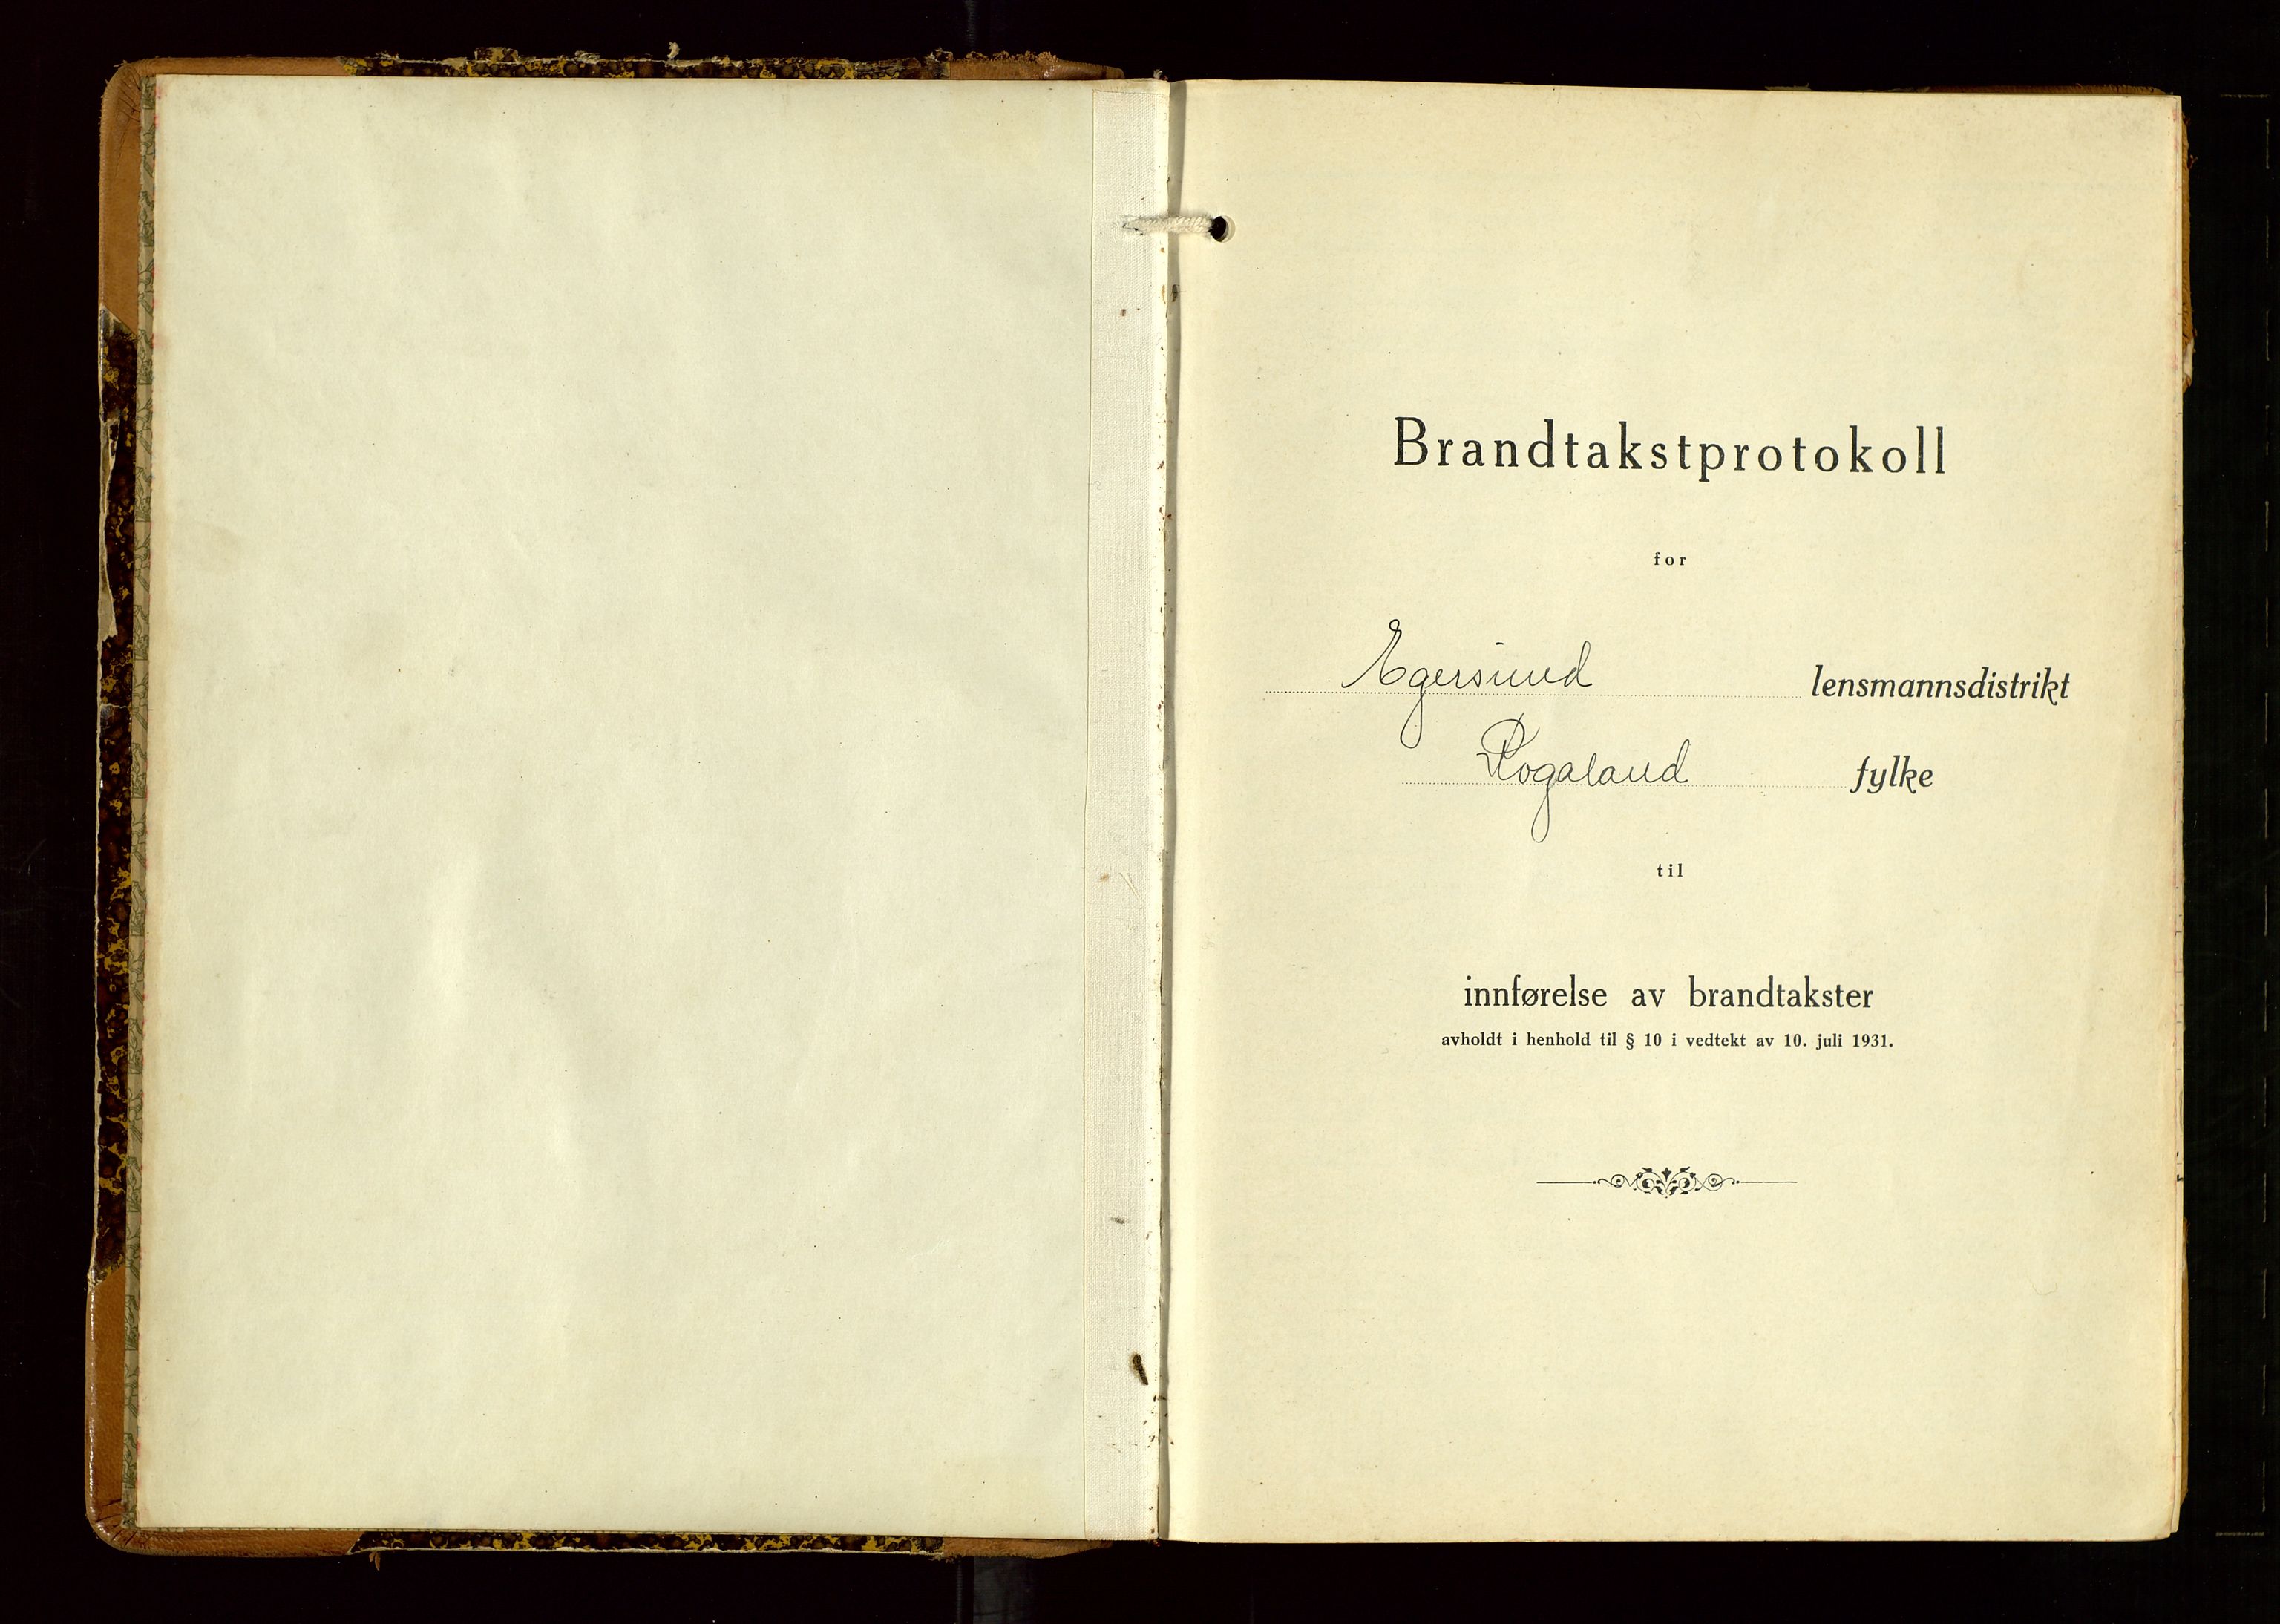 Brandtakstprotokoll
for
Egersund lensmannsdistrikt
Rogaland fylke
til
innførelse av brandtakster
avholdt i henhold til § 10 i vedtekt av 10. juli 1931.